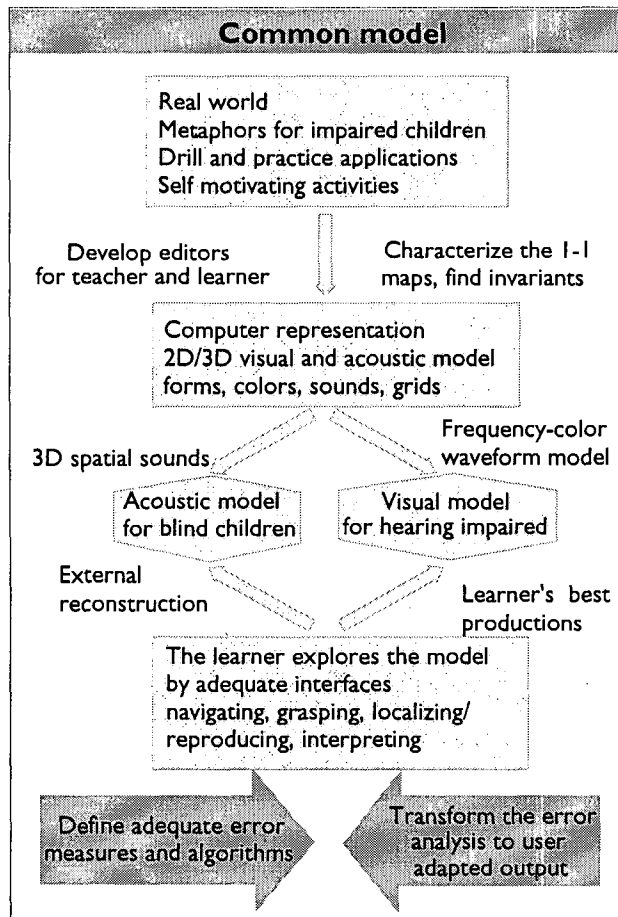 Common model
Real world
Metaphors for impaired children
Drill and practice applications
Self motivating activities
Develop editors
for teacher and learner
Characterize the 1-1
maps, find invariants
Computer representation
2D/3D visual and acoustic model
forms, colors, sounds, grids
3D spatial sounds
Frequency-color
waveform model
Acoustic model
for blind children
Visual model
for hearing impaired
External
reconstruction
Learner's best
productions
The learner explores the model
by adequate interfaces
navigating, grasping, localizing/
reproducing, interpreting
Define adequate error
measures and algorithms
Transform the error
analysis to user
adapted output